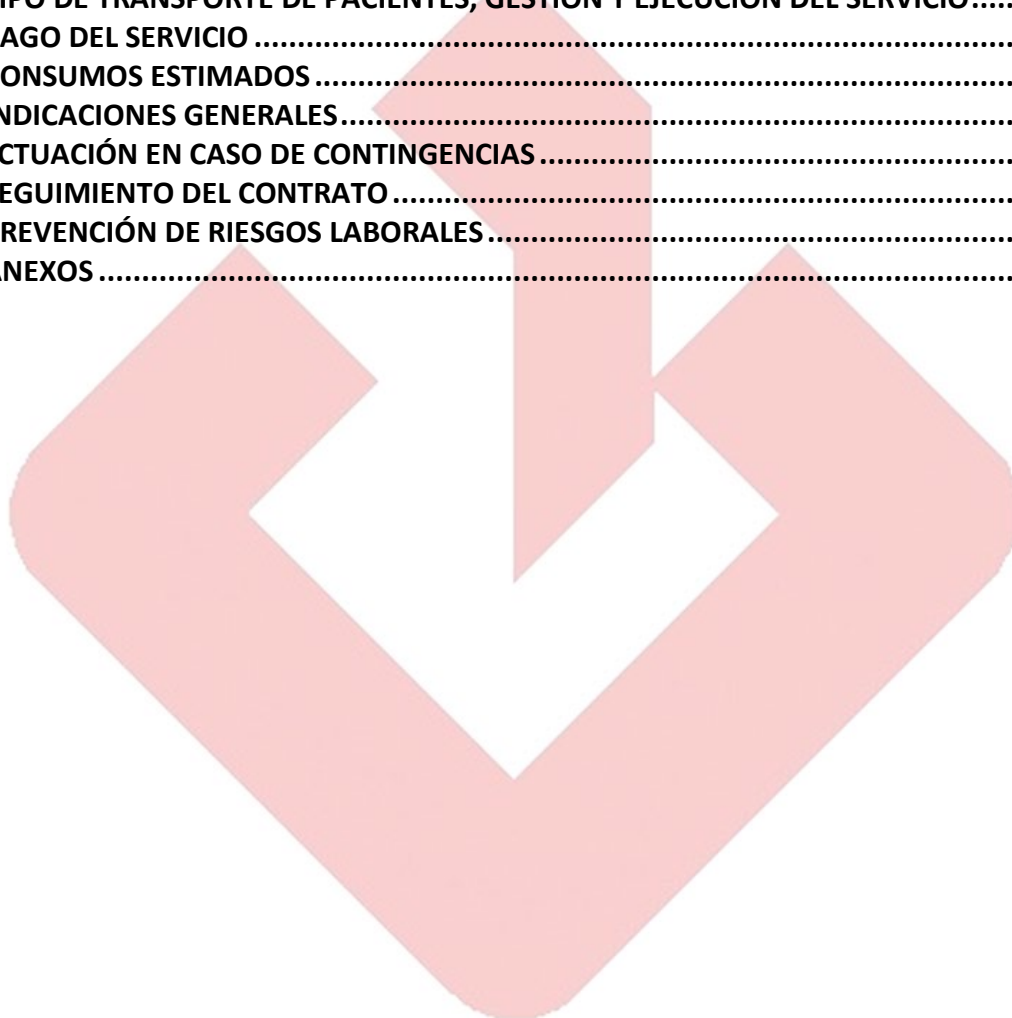 IPO DE TRANSPORTE DE PACIENTES, GESTIÓN Y EJECUCIÓN DEL SERVICIO.....
AGO DEL SERVICIO ....................................................................................................
ONSUMOS ESTIMADOS ...........................................................................................
NDICACIONES GENERALES.......................................................................................
CTUACIÓN EN CASO DE CONTINGENCIAS .............................................................
EGUIMIENTO DEL CONTRATO ................................................................................
REVENCIÓN DE RIESGOS LABORALES ....................................................................
ANEXOS ...................................................................................................................